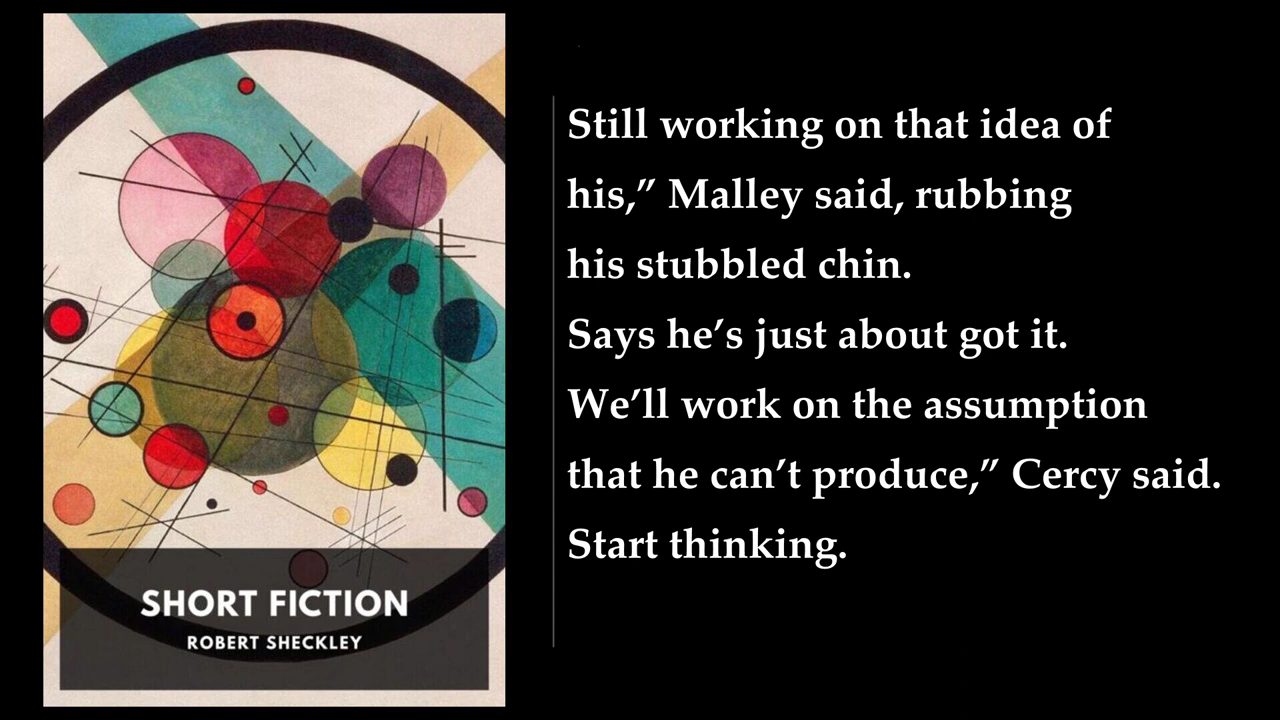 SHORT FICTION
ROBERT SHECKLEY
Still working on that idea of
his,” Malley said, rubbing
his stubbled chin.
Says he’s just about got it.
We’ll work on the assumption
that he can’t produce,” Cercy said.
Start thinking.